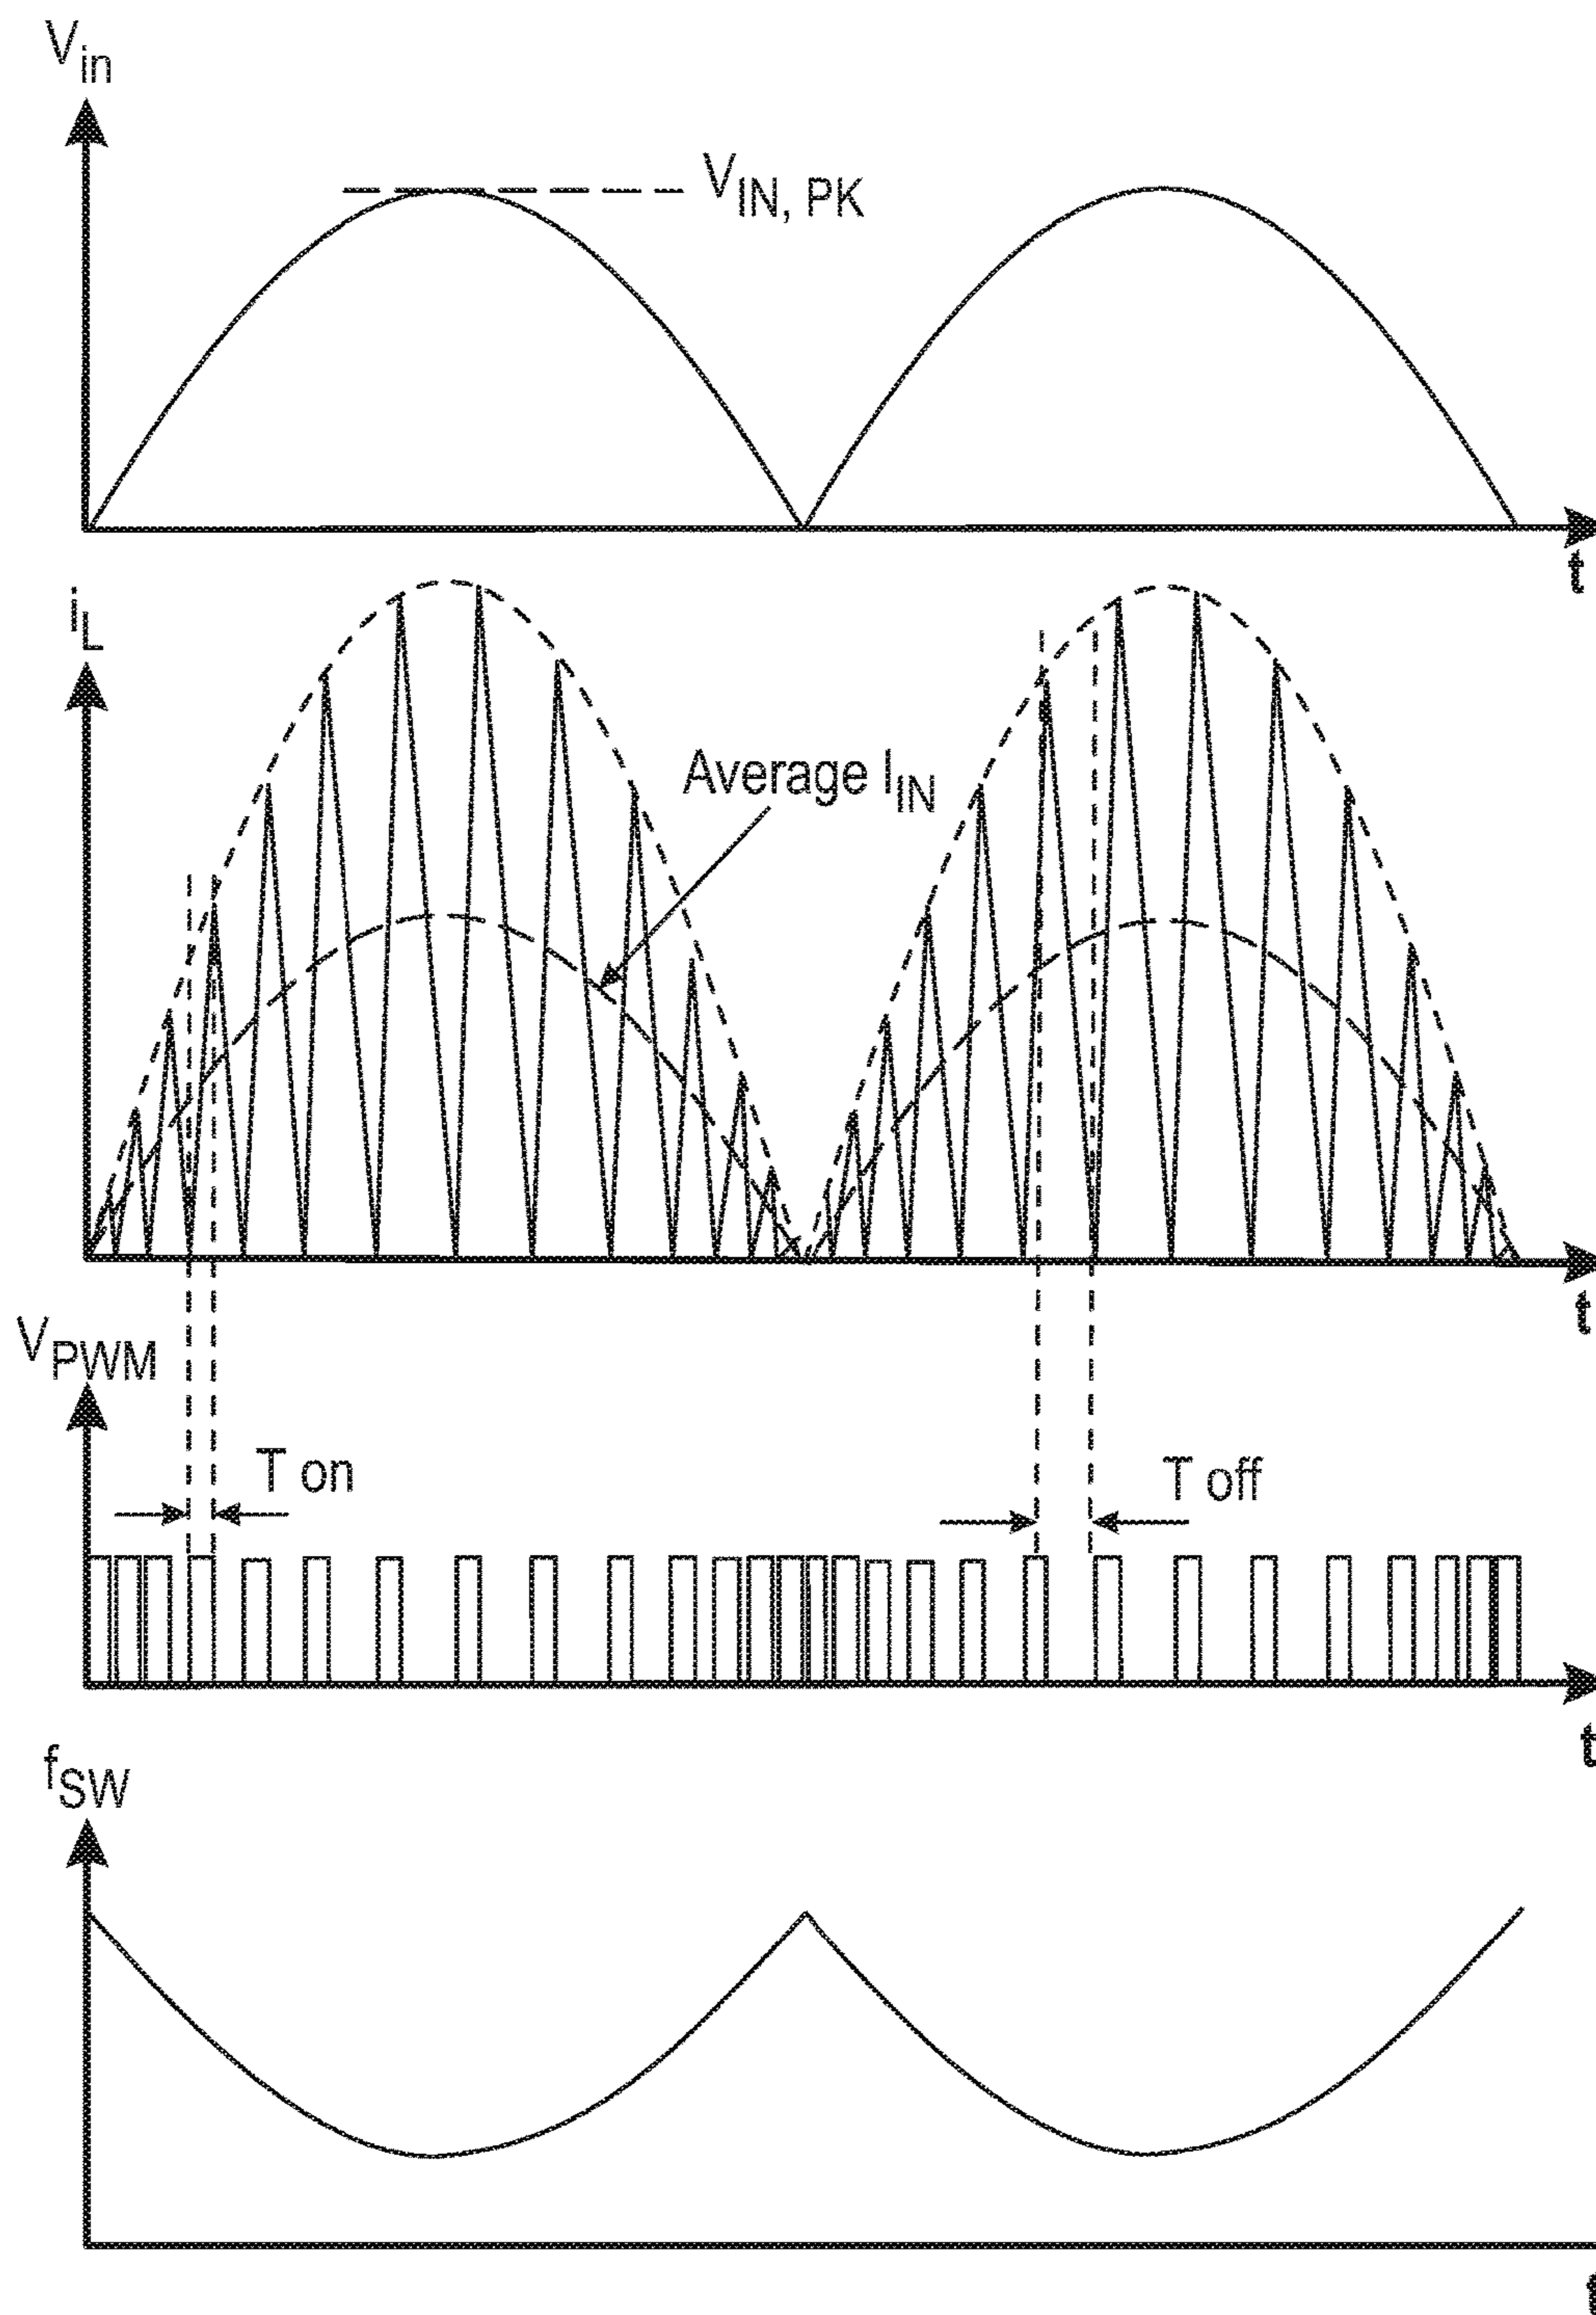 Vin
VIN, PK
t
iL
Average IIN
t
VPWM
T on
T off
t
fSW
t